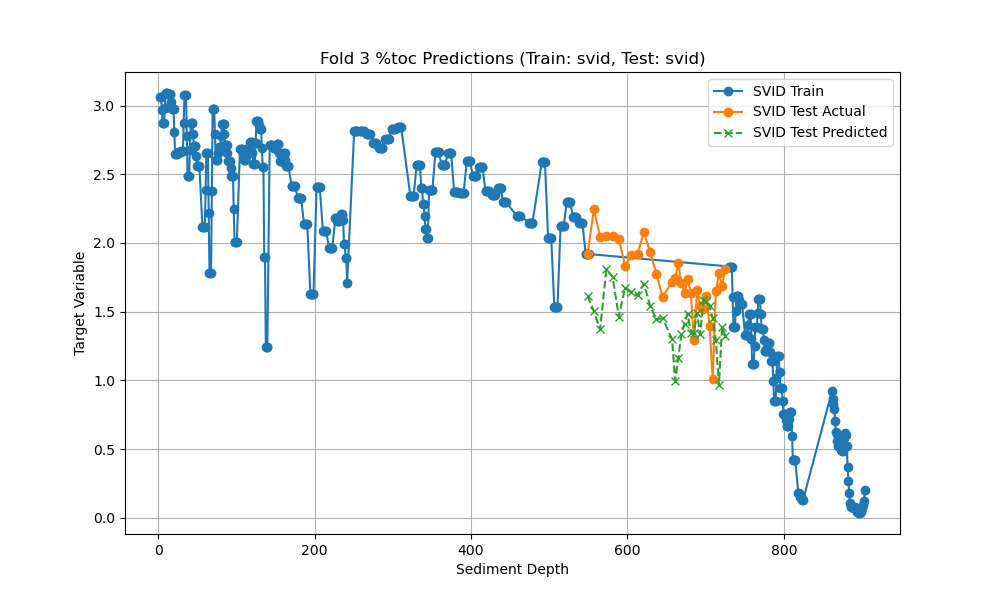 Fold 3 %toc Predictions (Train: svid, Test: svid)
SVID Train
SVID Test Actual
SVID Test Predicted
Target Variable
3.0
2.5
2.0
1.5
1.0
0.5
0.0
0 200 400 600 800
Sediment Depth